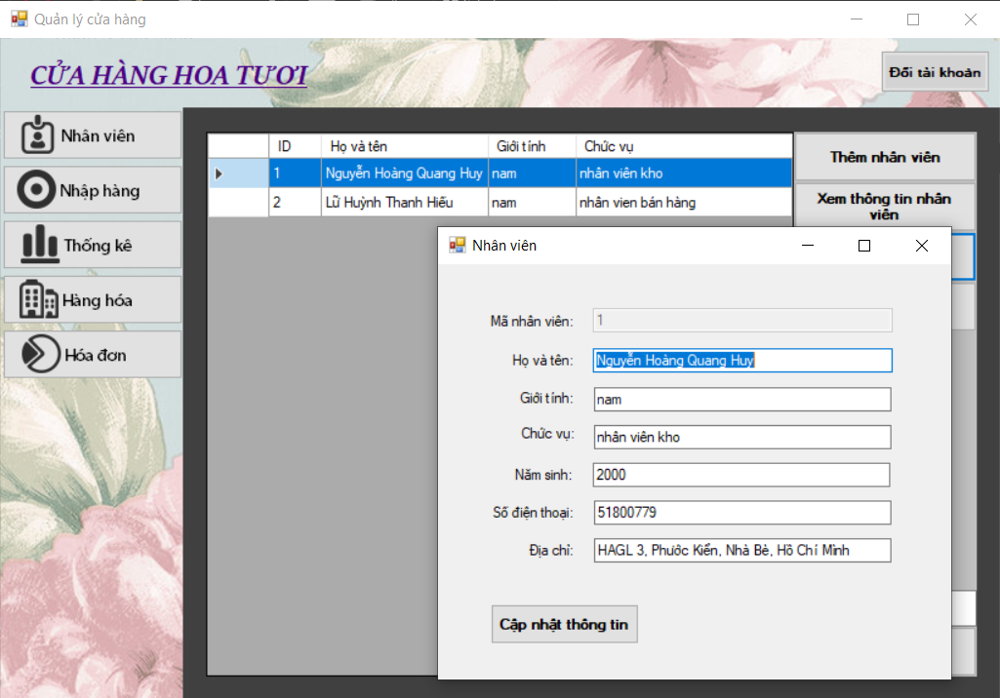 Quản lý cửa hàng
CỬA HÀNG HOA TƯƠI
Đổi tài khoản
Nhân viên
Nhập hàng
Thống kê
Hàng hóa
Hóa đơn
ID Họ và tên Giới tính Chức vụ
1 Nguyễn Hoàng Quang Huy nam nhân viên kho
2 Lữ Huỳnh Thanh Hiếu nam nhân vien bán hàng
Thêm nhân viên
Xem thông tin nhân
viên
Nhân viên
Mã nhân viên: 1
Họ và tên: Nguyễn Hoàng Quang Huy
Giới tính: nam
Chức vụ: nhân viên kho
Năm sinh: 2000
Số điện thoại: 51800779
Địa chỉ: HAGL 3, Phước Kiển, Nhà Bè, Hồ Chí Minh
Cập nhật thông tin